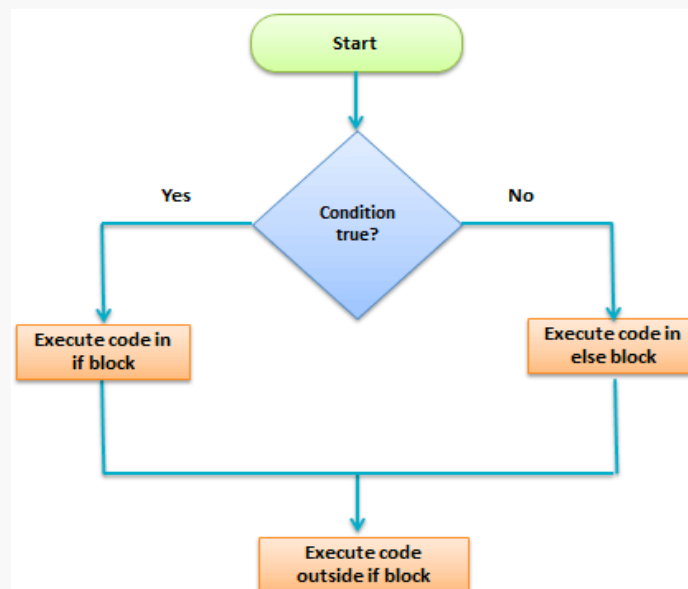 Start
Yes
No
Condition
true?
Execute code in
if block
Execute code in
else block
Execute code
outside if block